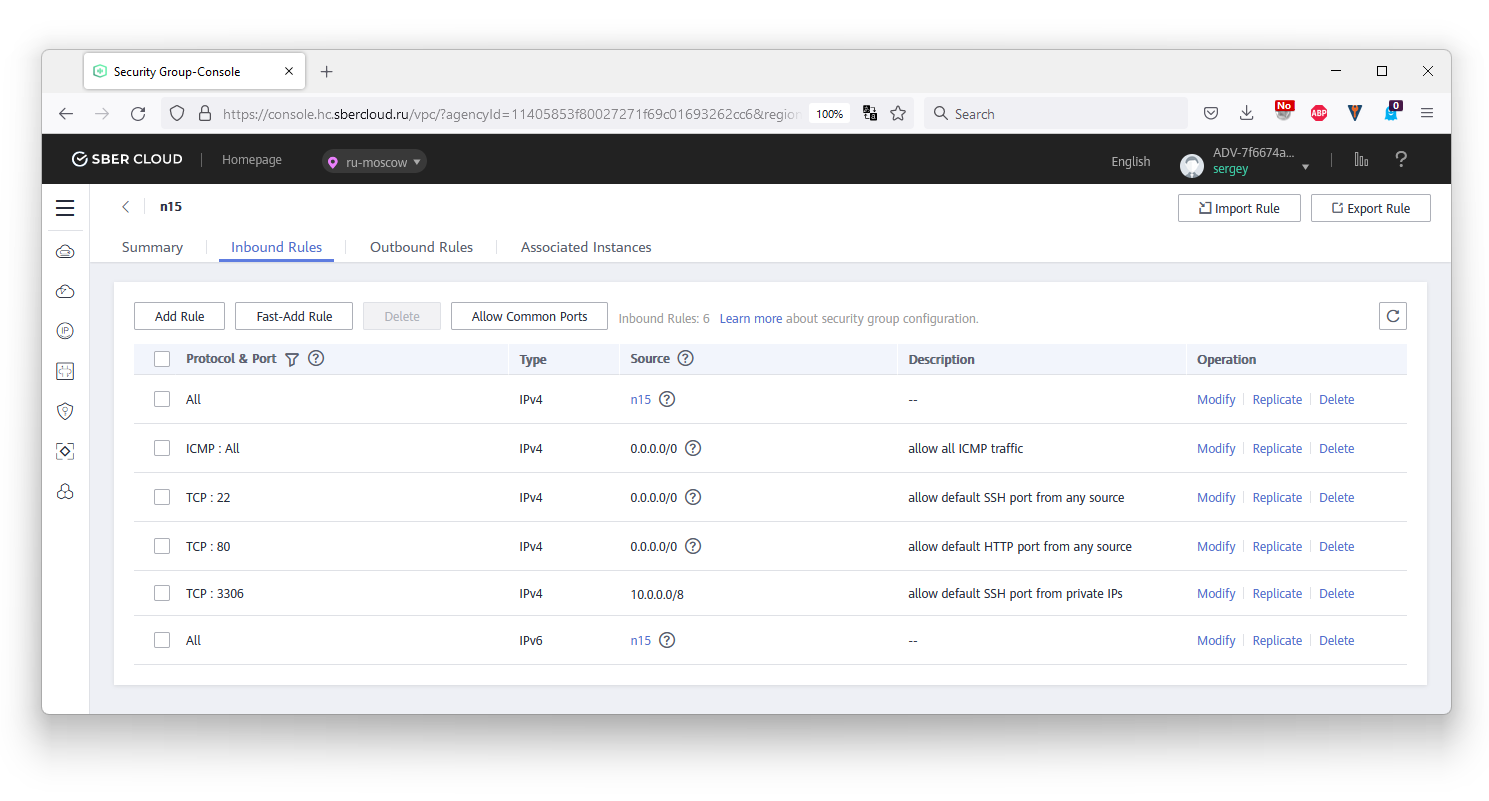 Security Group-Console
https://console.hc.sbercloud.ru/vpc/?agencyId=11405853f80027271f69c01693262cc6&region
100%
Search
No
ABP
0
SBER CLOUD
Homepage
ru-moscow
English
ADV-7f6674a...
sergey
?
n15
Import Rule
Export Rule
Summary
Inbound Rules
Outbound Rules
Associated Instances
IP
Add Rule
Fast-Add Rule
Delete
Allow Common Ports
Inbound Rules: 6 Learn more about security group configuration.
Protocol & Port ? Type Source ? Description Operation
All IPv4 n15 ? -- Modify Replicate Delete
ICMP : All IPv4 0.0.0.0/0 ? allow all ICMP traffic Modify Replicate Delete
TCP : 22 IPv4 0.0.0.0/0 ? allow default SSH port from any source Modify Replicate Delete
TCP : 80 IPv4 0.0.0.0/0 ? allow default HTTP port from any source Modify Replicate Delete
TCP : 3306 IPv4 10.0.0.0/8 allow default SSH port from private IPs Modify Replicate Delete
All IPv6 n15 ? -- Modify Replicate Delete